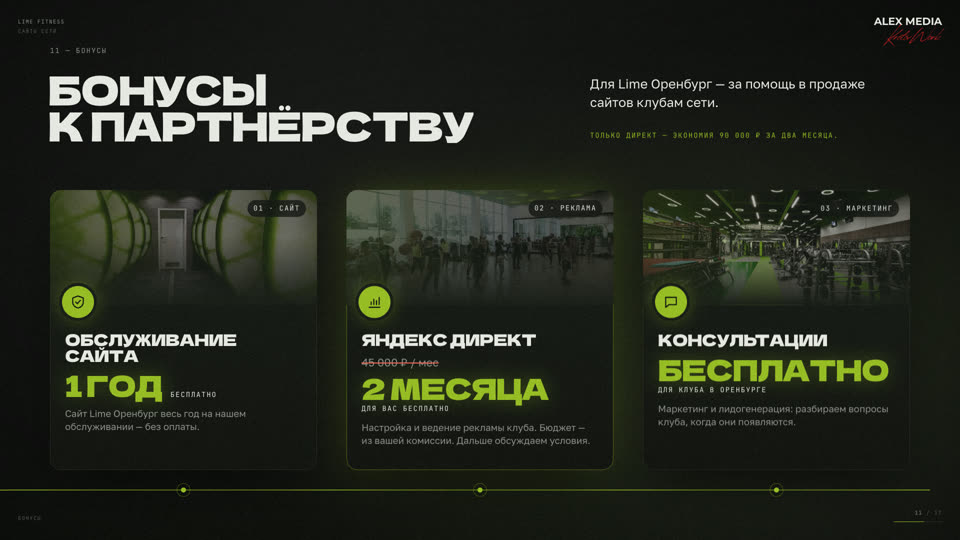 LIME FITNESS
САЙТЫ СЕТИ
ALEX MEDIA
11 — БОНУСЫ
БОНУСЫ
К ПАРТНЁРСТВУ
Для Lime Оренбург — за помощь в продаже
сайтов клубам сети.
ТОЛЬКО ДИРЕКТ — ЭКОНОМИЯ 90 000 ₽ ЗА ДВА МЕСЯЦА.
01 · САЙТ
ОБСЛУЖИВАНИЕ
САЙТА
1 ГОД БЕСПЛАТНО
Сайт Lime Оренбург весь год на нашем
обслуживании — без оплаты.
02 · РЕКЛАМА
ЯНДЕКС ДИРЕКТ
45 000 ₽ / мес
2 МЕСЯЦА
ДЛЯ ВАС БЕСПЛАТНО
Настройка и ведение рекламы клуба. Бюджет —
из вашей комиссии. Дальше обсуждаем условия.
03 · МАРКЕТИНГ
КОНСУЛЬТАЦИИ
БЕСПЛАТНО
ДЛЯ КЛУБА В ОРЕНБУРГЕ
Маркетинг и лидогенерация: разбираем вопросы
клуба, когда они появляются.
БОНУСЫ
11 / 17